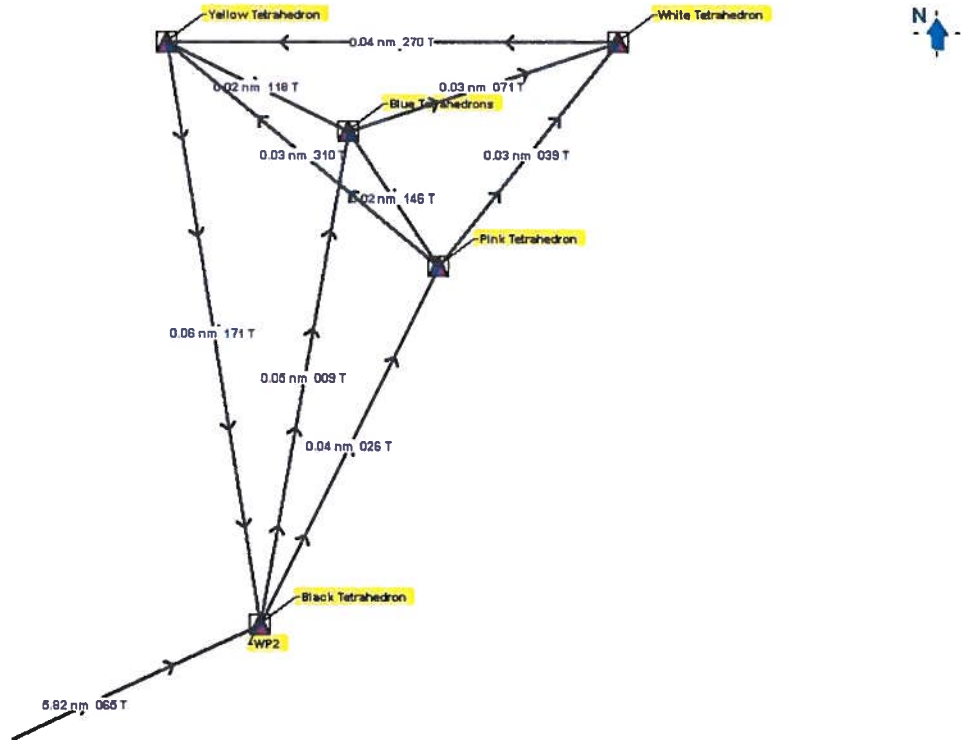 Yellow Tetrahedron
White Tetrahedron
N
0.04 nm 270 T
0.02 nm 118 T
0.03 nm 071 T
Blue Tetrahedrons
0.03 nm 310 T
0.03 nm 039 T
0.02 nm 146 T
Pink Tetrahedron
0.06 nm 171 T
0.05 nm 009 T
0.04 nm 026 T
Black Tetrahedron
WP2
5.82 nm 065 T